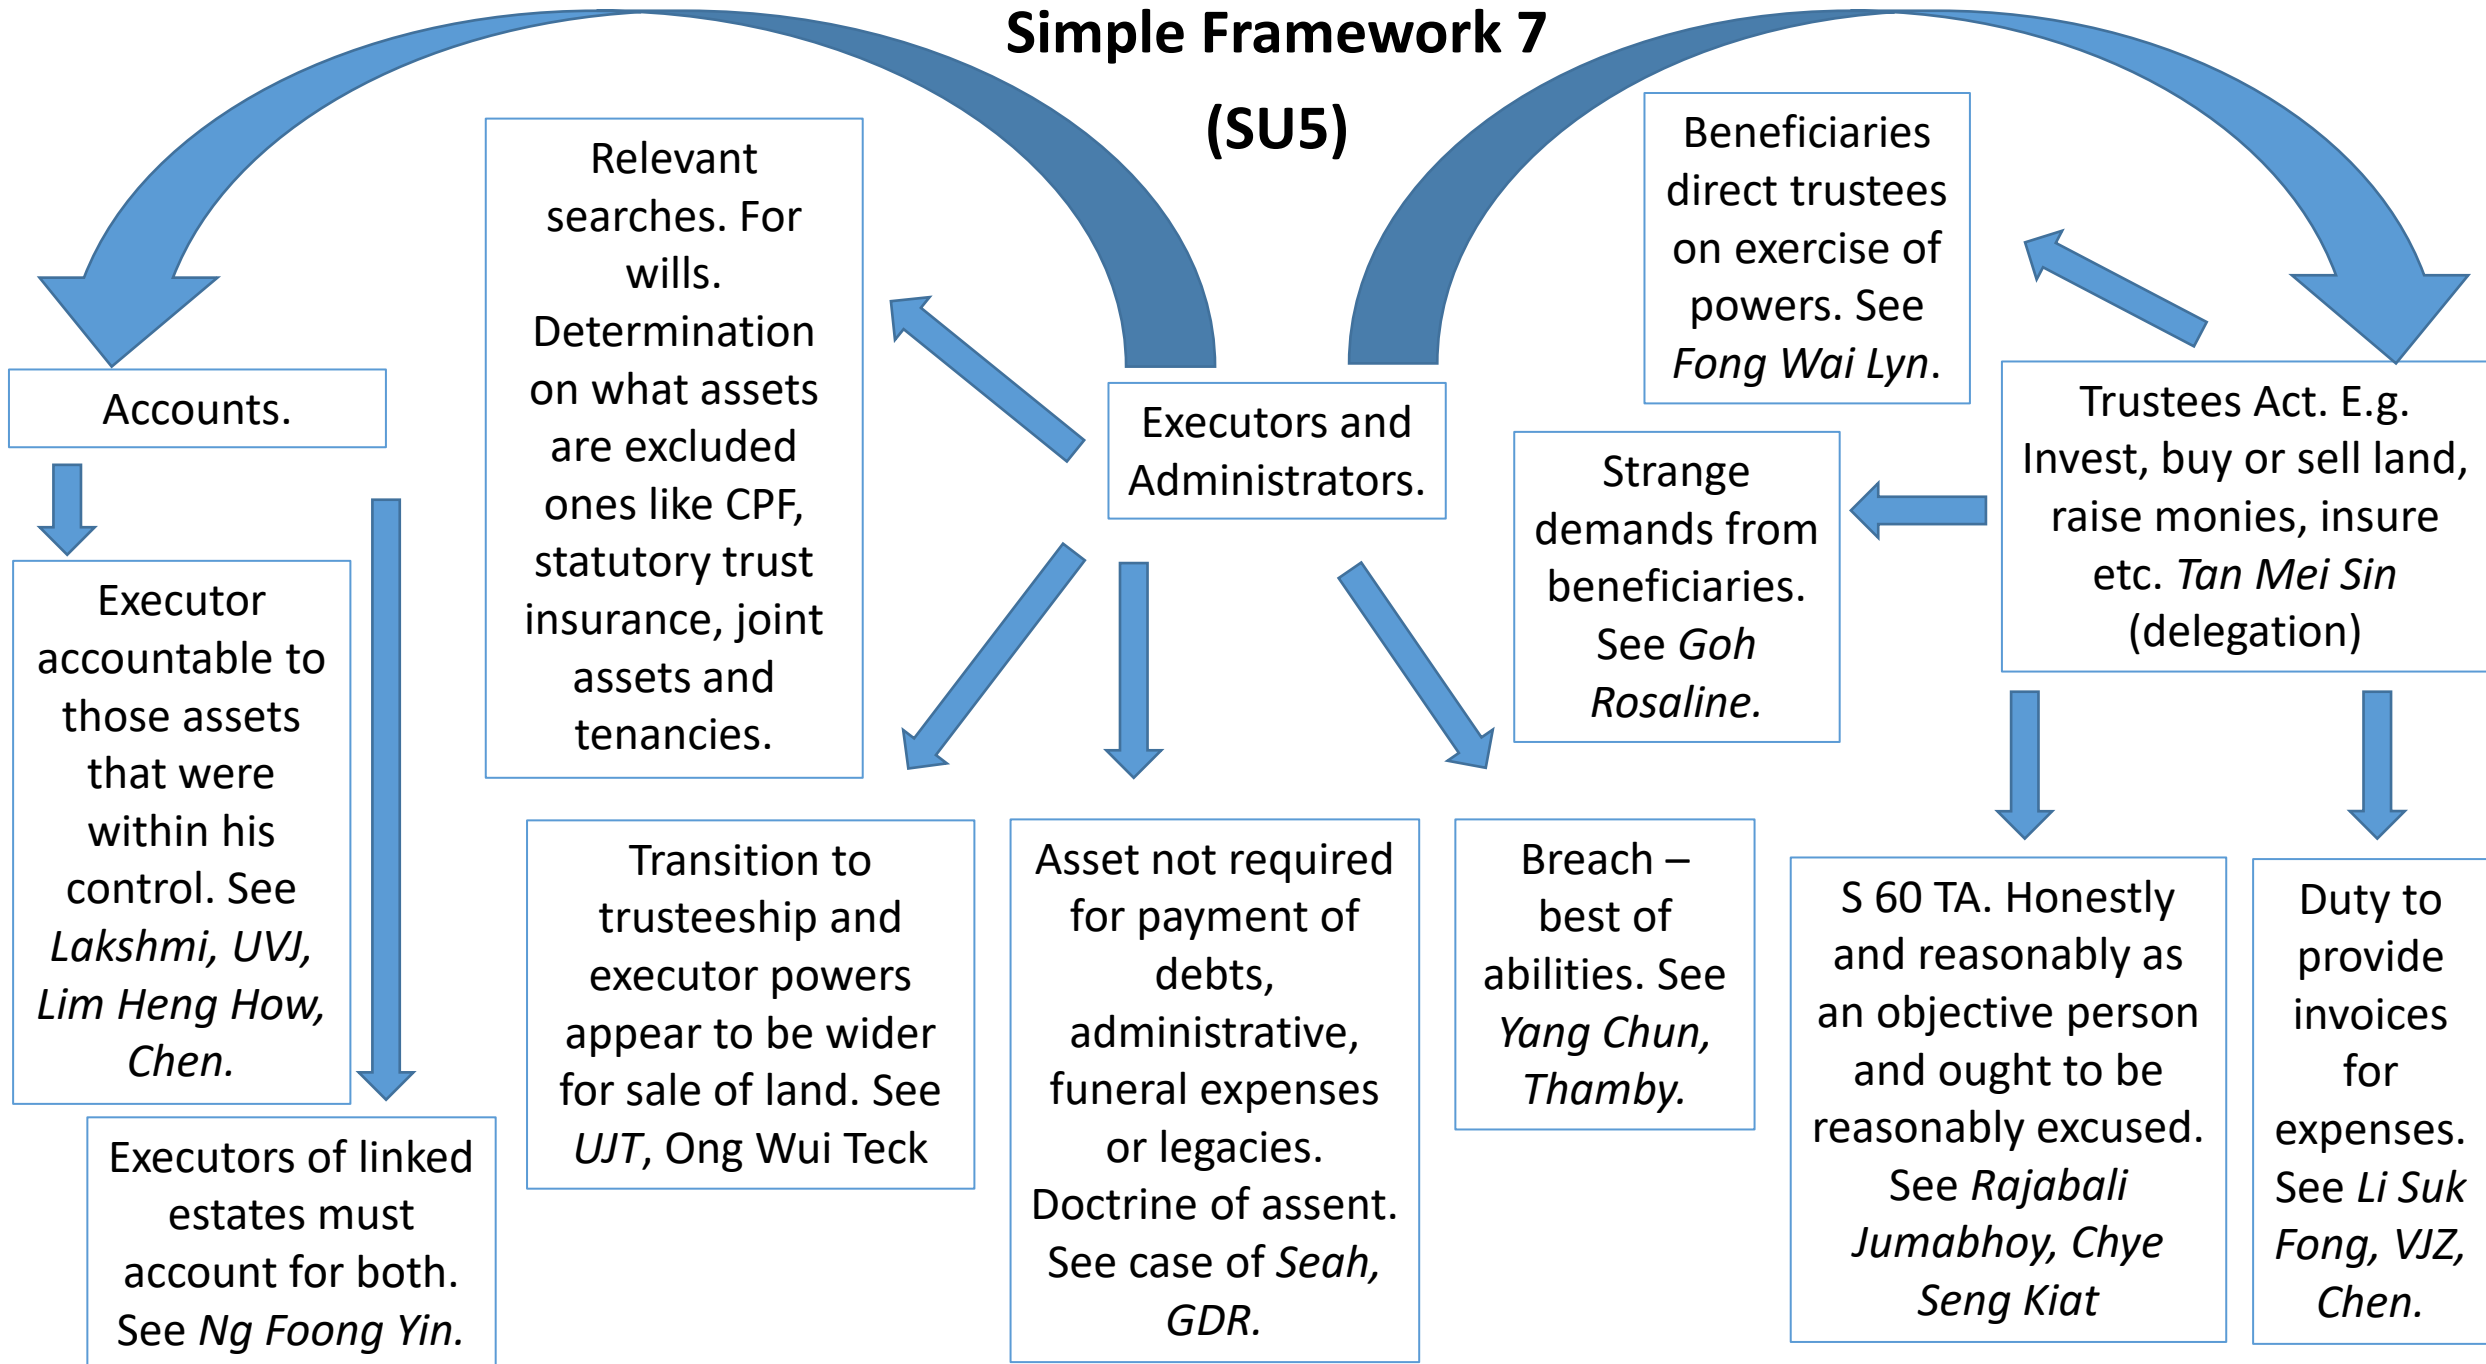 Simple Framework 7
(SU5)
Accounts.
Executor
accountable to
those assets
that were
within his
control. See
Lakshmi, UVJ,
Lim Heng How,
Chen.
Executors of linked
estates must
account for both.
See Ng Foong Yin.
Relevant
searches. For
wills.
Determination
on what assets
are excluded
ones like CPF,
statutory trust
insurance, joint
assets and
tenancies.
Executors and
Administrators.
Transition to
trusteeship and
executor powers
appear to be wider
for sale of land. See
UJT, Ong Wui Teck
Asset not required
for payment of
debts,
administrative,
funeral expenses
or legacies.
Doctrine of assent.
See case of Seah,
GDR.
Breach –
best of
abilities. See
Yang Chun,
Thamby.
Beneficiaries
direct trustees
on exercise of
powers. See
Fong Wai Lyn.
Strange
demands from
beneficiaries.
See Goh
Rosaline.
Trustees Act. E.g.
Invest, buy or sell land,
raise monies, insure
etc. Tan Mei Sin
(delegation)
S 60 TA. Honestly
and reasonably as
an objective person
and ought to be
reasonably excused.
See Rajabali
Jumabhoy, Chye
Seng Kiat
Duty to
provide
invoices
for
expenses.
See Li Suk
Fong, VJZ,
Chen.